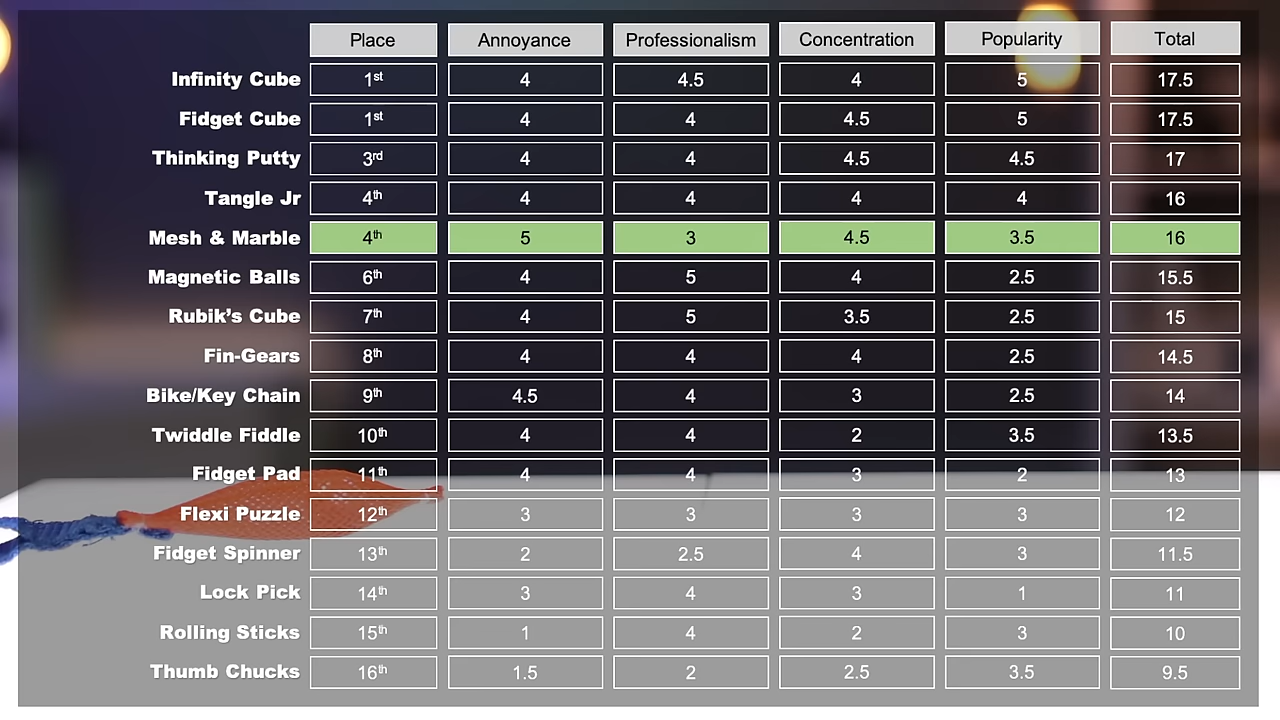 Place Annoyance Professionalism Concentration Popularity Total
Infinity Cube 1st 4 4.5 4 5 17.5
Fidget Cube 1st 4 4 4.5 5 17.5
Thinking Putty 3rd 4 4 4.5 4.5 17
Tangle Jr 4th 4 4 4 4 16
Mesh & Marble 4th 5 3 4.5 3.5 16
Magnetic Balls 6th 4 5 4 2.5 15.5
Rubik’s Cube 7th 4 5 3.5 2.5 15
Fin-Gears 8th 4 4 4 2.5 14.5
Bike/Key Chain 9th 4.5 4 3 2.5 14
Twiddle Fiddle 10th 4 4 2 3.5 13.5
Fidget Pad 11th 4 4 3 2 13
Flexi Puzzle 12th 3 3 3 3 12
Fidget Spinner 13th 2 2.5 4 3 11.5
Lock Pick 14th 3 4 3 1 11
Rolling Sticks 15th 1 4 2 3 10
Thumb Chucks 16th 1.5 2 2.5 3.5 9.5